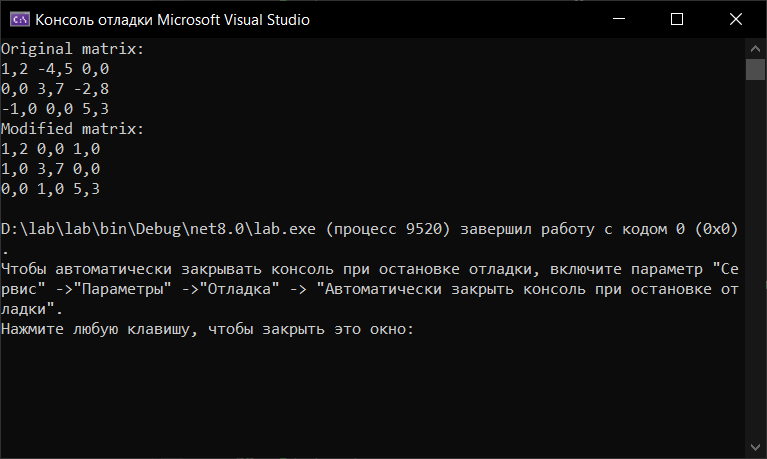 Консоль отладки Microsoft Visual Studio
Original matrix:
1,2 -4,5 0,0
0,0 3,7 -2,8
-1,0 0,0 5,3
Modified matrix:
1,2 0,0 1,0
1,0 3,7 0,0
0,0 1,0 5,3
D:\lab\lab\bin\Debug\net8.0\lab.exe (процесс 9520) завершил работу с кодом 0 (0x0)
.
Чтобы автоматически закрывать консоль при остановке отладки, включите параметр "Се
рвис" ->"Параметры" ->"Отладка" -> "Автоматически закрыть консоль при остановке от
ладки".
Нажмите любую клавишу, чтобы закрыть это окно: